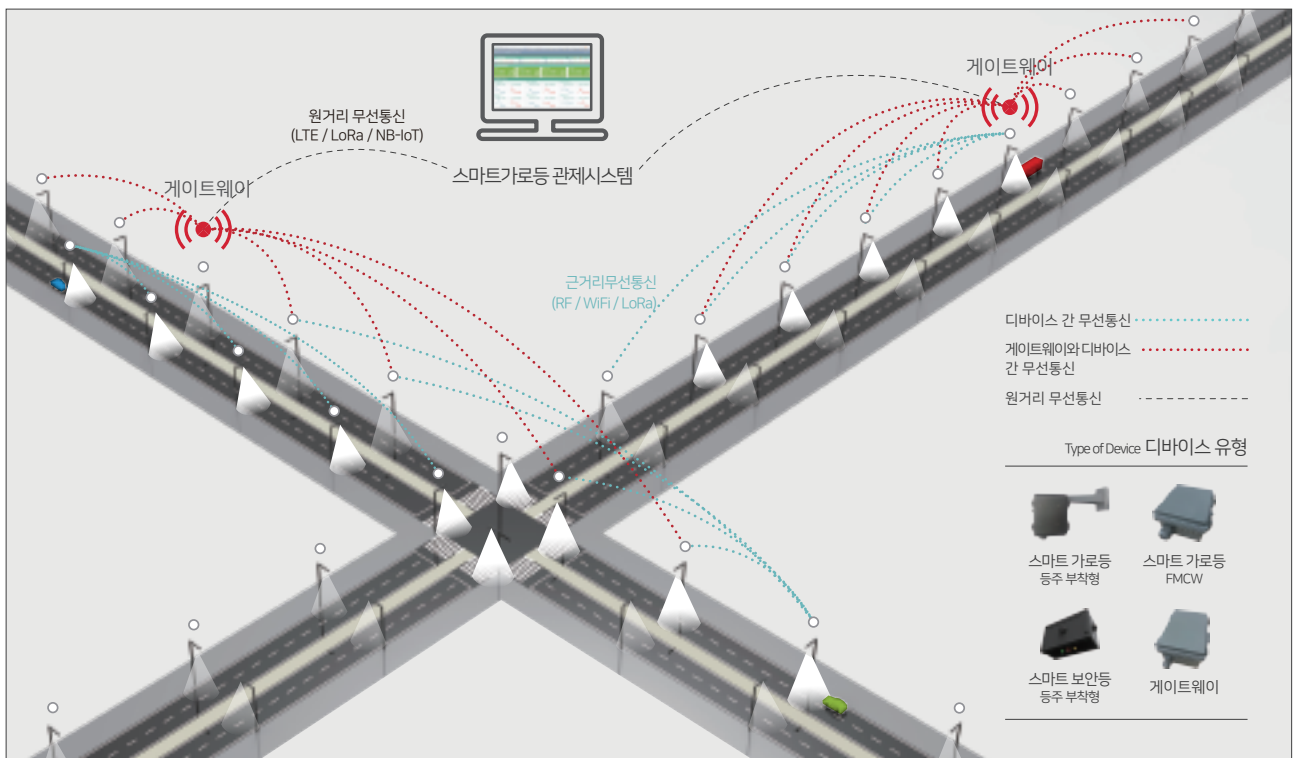 게이트웨이
원거리 무선통신
(LTE / LoRa / NB-IoT)
스마트가로등 관제시스템
게이트웨이
근거리무선통신
(RF / WiFi / LoRa)
디바이스 간 무선통신
게이트웨이와 디바이스
간 무선통신
원거리 무선통신
Type of Device 디바이스 유형
스마트 가로등
등주 부착형
스마트 가로등
FMCW
스마트 보안등
등주 부착형
게이트웨이